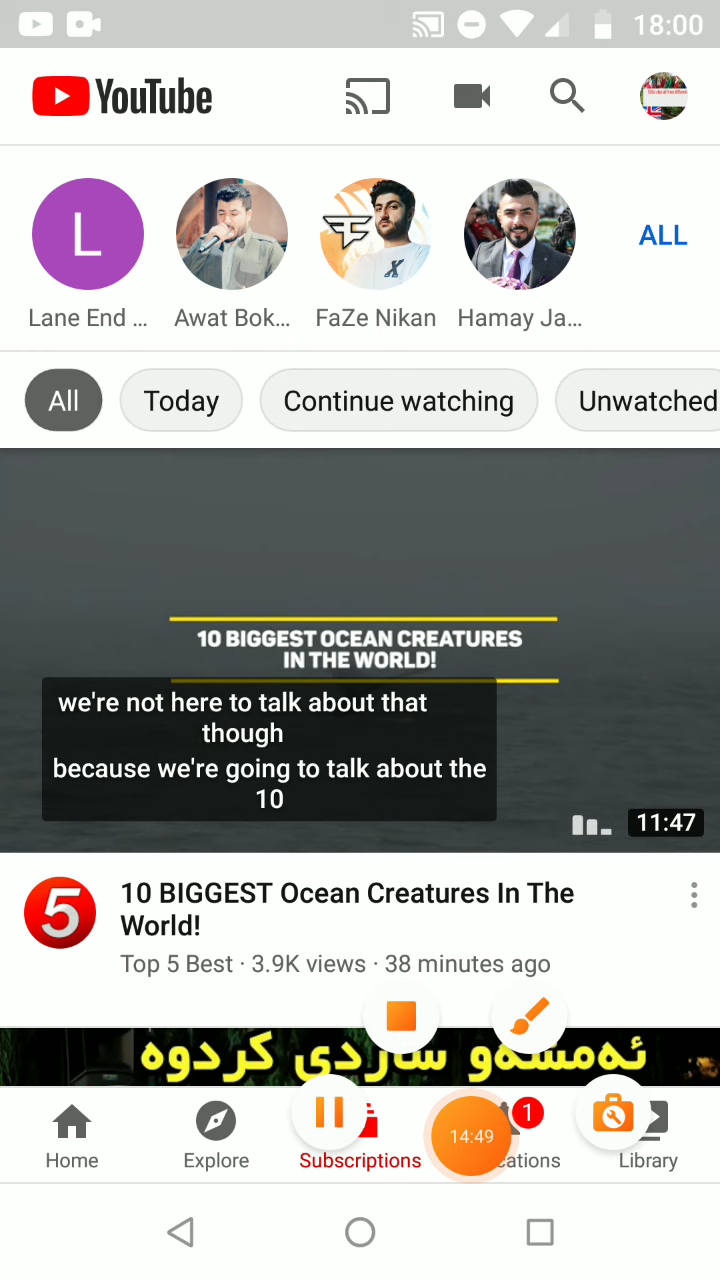 18:00
YouTube
L
Lane End ...
Awat Bok...
FaZe Nikan
Hamay Ja...
ALL
All
Today
Continue watching
Unwatched
10 BIGGEST OCEAN CREATURES
IN THE WORLD!
we're not here to talk about that
though
because we're going to talk about the
10
11:47
5
10 BIGGEST Ocean Creatures In The
World!
Top 5 Best · 3.9K views · 38 minutes ago
ئەمشەو ساردی کردوە
1
14:49
Home
Explore
Subscriptions
cations
Library